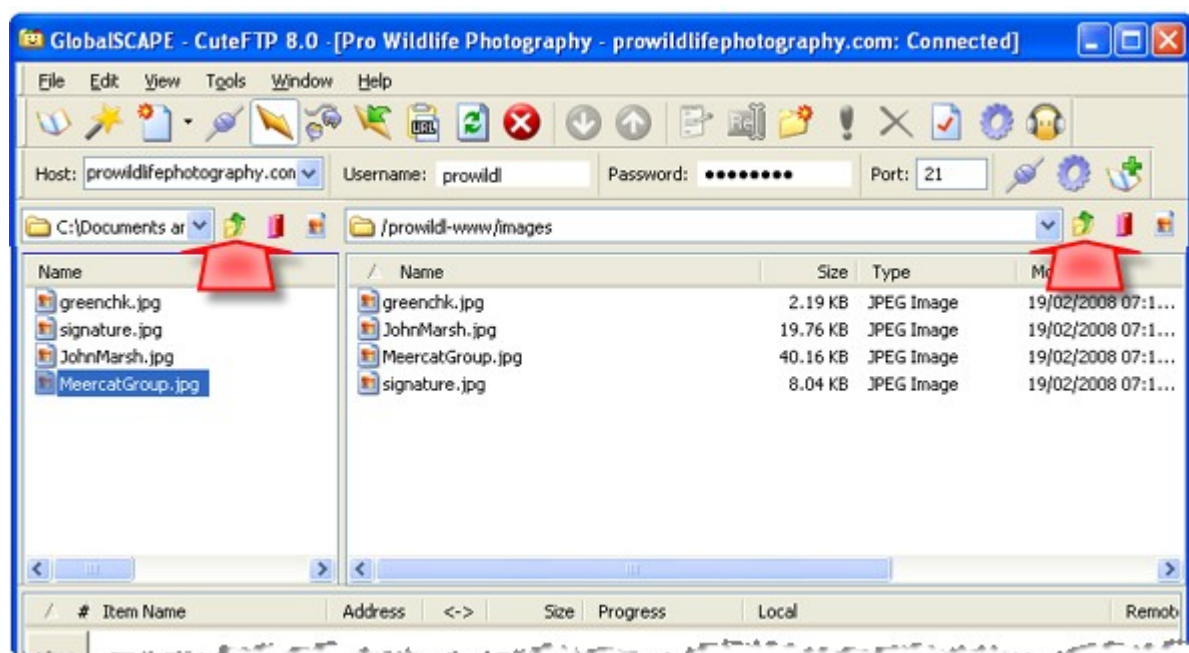 GlobalSCAPE - CuteFTP 8.0 -[Pro Wildlife Photography - prowildlifephotography.com: Connected]
File Edit View Tools Window Help
URL
Host: prowildlifephotography.con Username: prowildl Password: ●●●●●●●● Port: 21
C:\Documents ar /prowildl-www/images
Name
greenchk.jpg
signature.jpg
JohnMarsh.jpg
MeercatGroup.jpg
/ Name Size Type Mo
greenchk.jpg 2.19 KB JPEG Image 19/02/2008 07:1...
JohnMarsh.jpg 19.76 KB JPEG Image 19/02/2008 07:1...
MeercatGroup.jpg 40.16 KB JPEG Image 19/02/2008 07:1...
signature.jpg 8.04 KB JPEG Image 19/02/2008 07:1...
/ # Item Name Address <-> Size Progress Local Remot